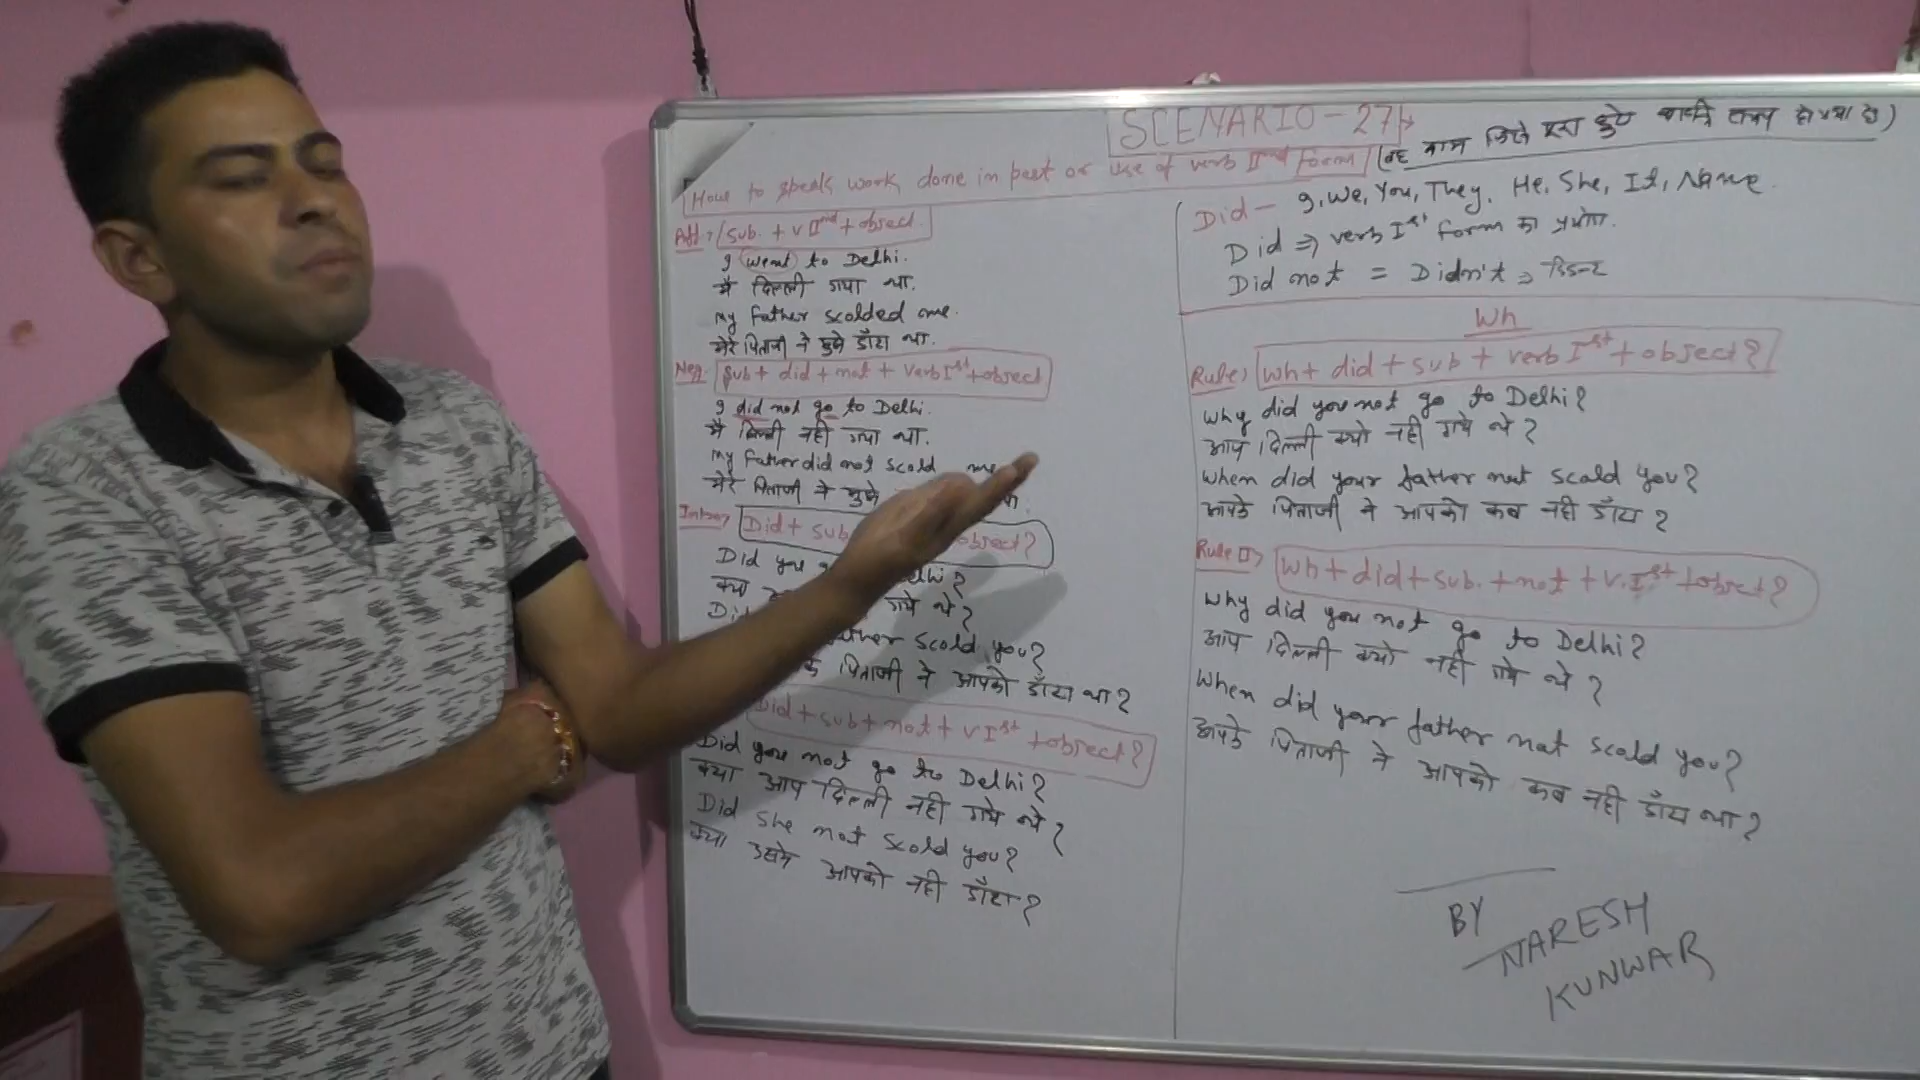 SCENARIO-27
How to speak work done in past or use of verb IInd form (वह काम जिसे करा हुए काफी समय हो गया हो)
Aff. Sub. + v IInd + object.
I went to Delhi.
मै दिल्ली गया था.
my father scolded me.
मेरे पिताजी ने मुझे डाँटा था.
Neg. Sub + did + not + verb Ist + object
I did not go to Delhi.
मै दिल्ली नही गया था.
my father did not scold me
मेरे पिताजी ने मुझे
Did + sub object?
Did you Delhi?
क्या गये थे?
father scold you?
पिताजी ने आपको डाँटा था?
Did + sub + not + v Ist + object?
Did you not go to Delhi?
क्या आप दिल्ली नही गये थे?
Did she not scold you?
क्या उसने आपको नही डाँटा?
Did - I, We, You, They, He, She, It, Name.
Did ⇒ verb Ist form का प्रयोग.
Did not = Didn't ⇒ डिडन्ट
Wh
Rule, Wh + did + sub + verb Ist + object?
Why did you not go to Delhi?
आप दिल्ली क्यो नही गये थे?
When did your father not scold you?
आपके पिताजी ने आपको कब नही डाँटा?
Rule II, Wh + did + sub. + not + v. Ist + object?
Why did you not go to Delhi?
आप दिल्ली क्यो नही गये थे?
When did your father not scold you?
आपके पिताजी ने आपको कब नही डाँटा था?
BY
NARESH
KUNWAR